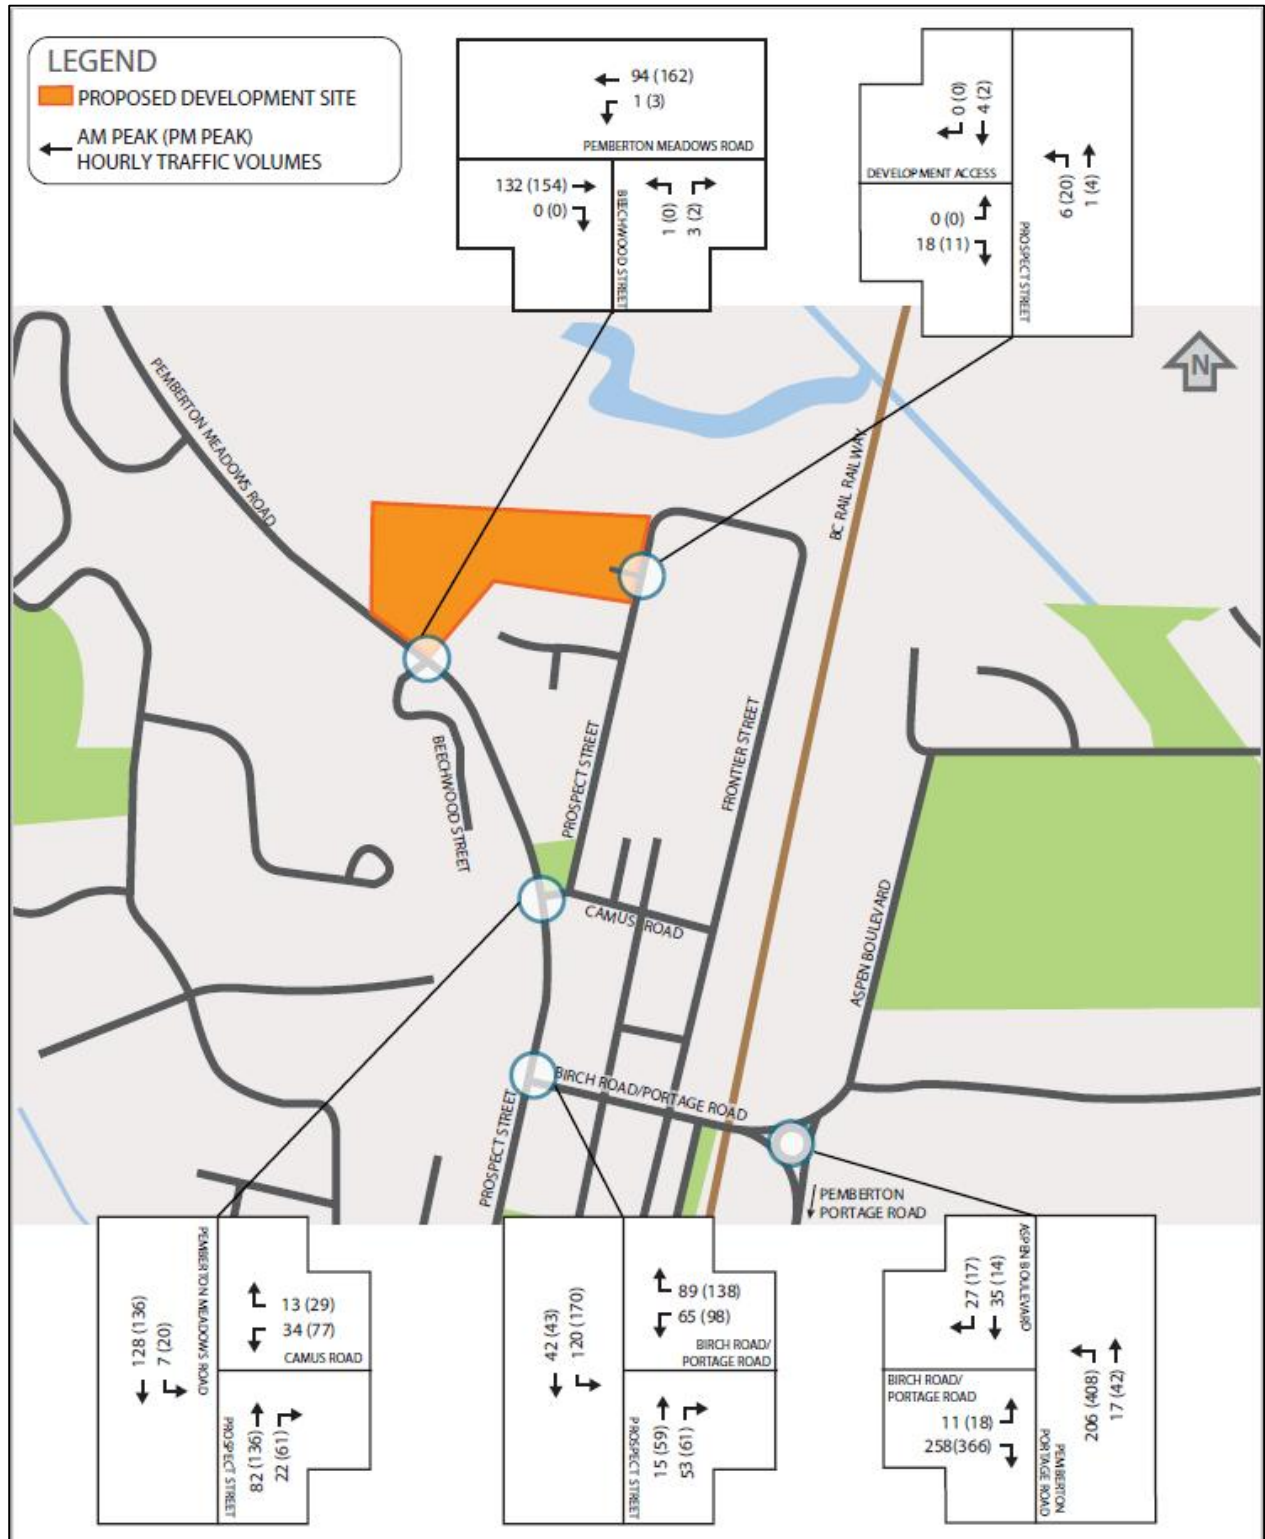 LEGEND
PROPOSED DEVELOPMENT SITE
AM PEAK (PM PEAK)
HOURLY TRAFFIC VOLUMES
94 (162)
1 (3)
PEMBERTON MEADOWS ROAD
132 (154)
0 (0)
BEECHWOOD STREET
1 (0)
3 (2)
0 (0)
4 (2)
DEVELOPMENT ACCESS
0 (0)
18 (11)
PROSPECT STREET
6 (20)
1 (4)
N
PEMBERTON MEADOWS ROAD
BC RAIL RAILWAY
BEECHWOOD STREET
PROSPECT STREET
FRONTIER STREET
CAMUS ROAD
ASPEN BOULEVARD
BIRCH ROAD/PORTAGE ROAD
PROSPECT STREET
PEMBERTON
PORTAGE ROAD
128 (136)
7 (20)
PEMBERTON MEADOWS ROAD
13 (29)
34 (77)
CAMUS ROAD
PROSPECT STREET
82 (136)
22 (61)
42 (43)
120 (170)
89 (138)
65 (98)
BIRCH ROAD/
PORTAGE ROAD
PROSPECT STREET
15 (59)
53 (61)
27 (17)
35 (14)
ASPEN BOULEVARD
BIRCH ROAD/
PORTAGE ROAD
11 (18)
258(366)
PEMBERTON
PORTAGE ROAD
206 (408)
17 (42)